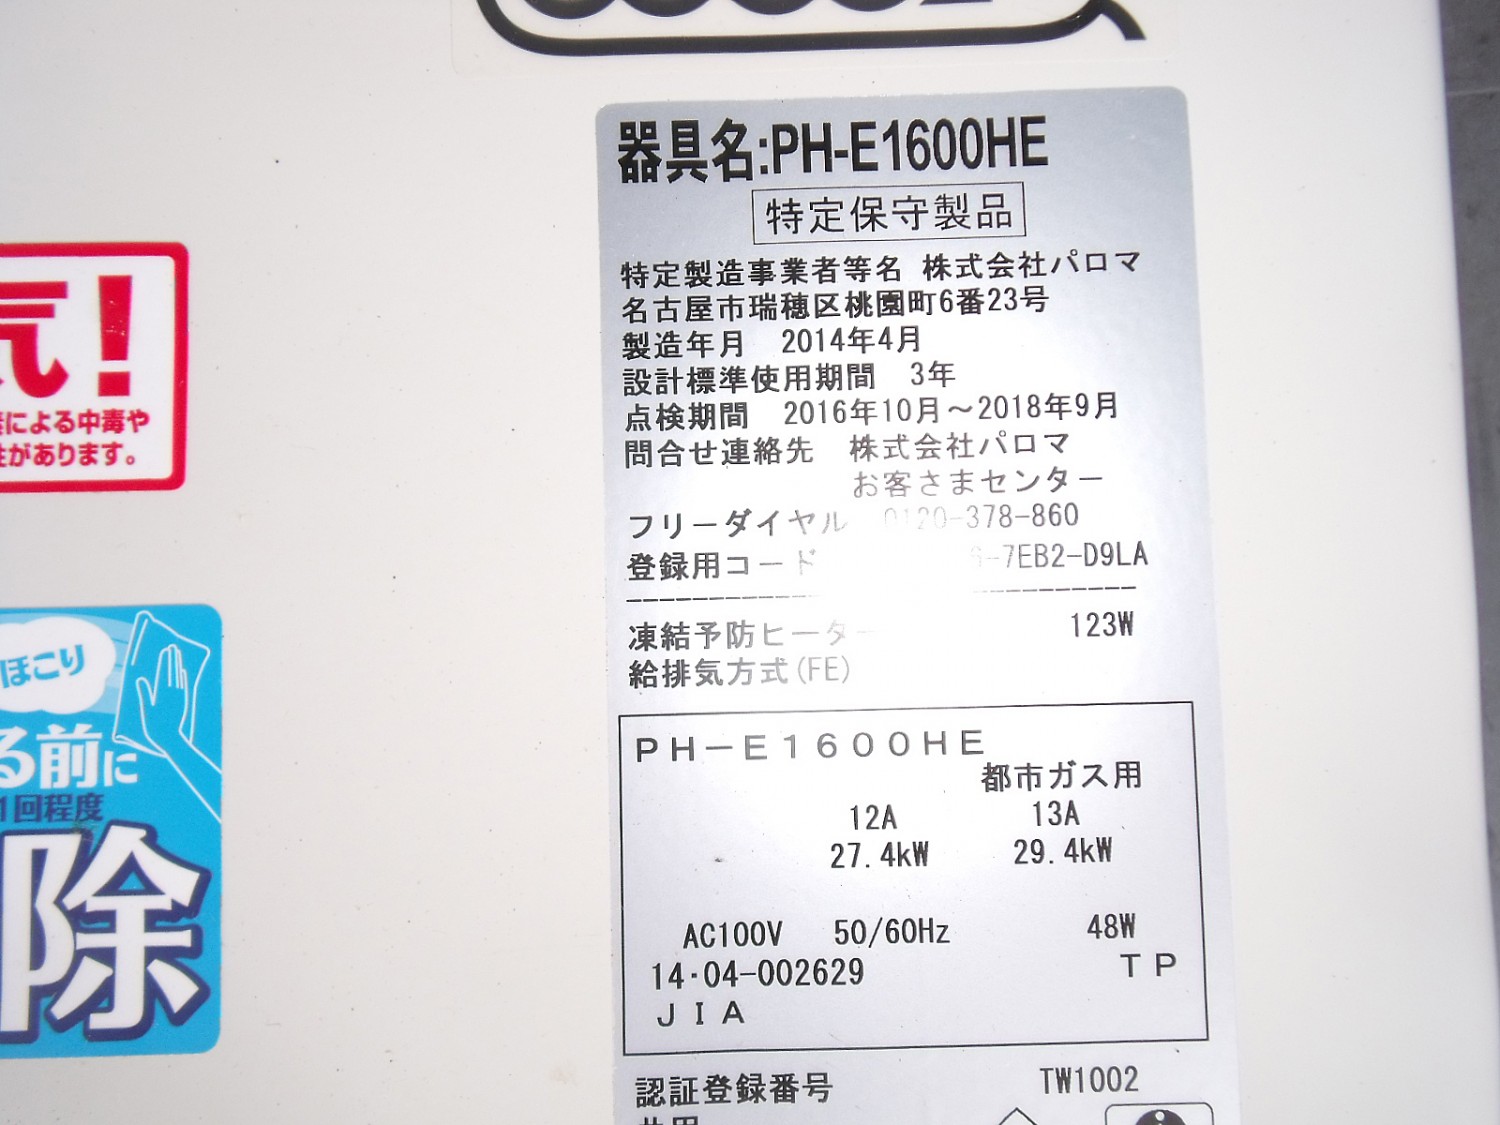 器具名:PH-E1600HE
特定保守製品
特定製造事業者等名 株式会社パロマ
名古屋市瑞穂区桃園町6番23号
製造年月 2014年4月
設計標準使用期間 3年
点検期間 2016年10月～2018年9月
問合せ連絡先 株式会社パロマ
お客さまセンター
フリーダイヤル 0120-378-860
登録用コード -7EB2-D9LA
凍結予防ヒーター 123W
給排気方式(FE)
PH-E1600HE
都市ガス用
12A 13A
27.4kW 29.4kW
AC100V 50/60Hz 48W
14·04-002629 TP
JIA
認証登録番号 TW1002
気!
による中毒や
があります。
ほこり
る前に
1回程度
除